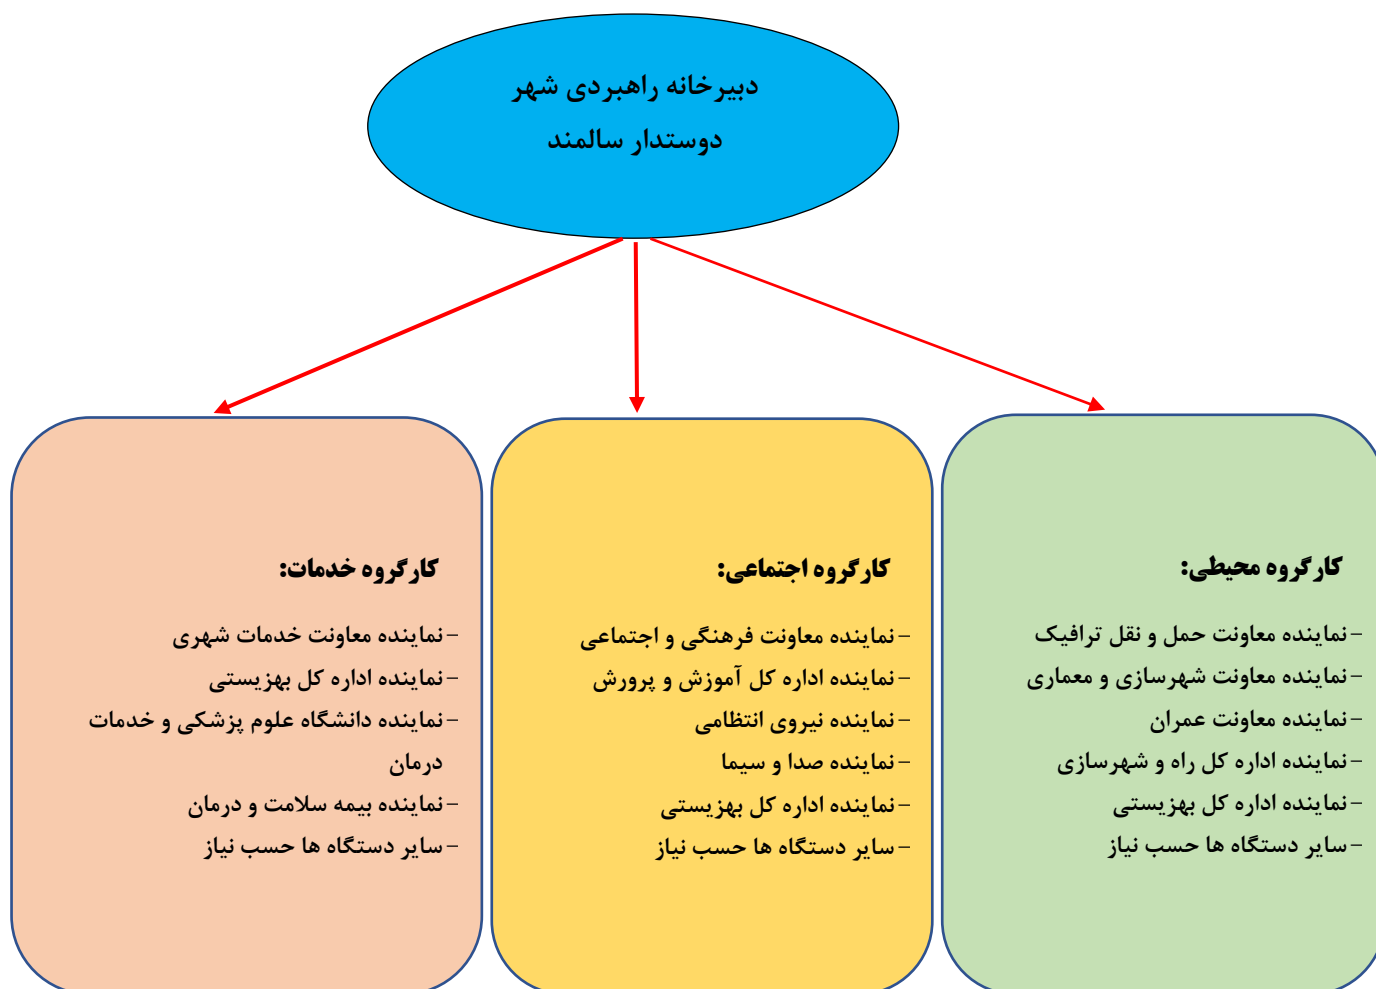 دبیرخانه راهبردی شهر
دوستدار سالمند
کارگروه محیطی:
-نماینده معاونت حمل و نقل ترافیک
-نماینده معاونت شهرسازی و معماری
-نماینده معاونت عمران
-نماینده اداره کل راه و شهرسازی
-نماینده اداره کل بهزیستی
-سایر دستگاه ها حسب نیاز
کارگروه اجتماعی:
-نماینده معاونت فرهنگی و اجتماعی
-نماینده اداره کل آموزش و پرورش
-نماینده نیروی انتظامی
-نماینده صدا و سیما
-نماینده اداره کل بهزیستی
-سایر دستگاه ها حسب نیاز
کارگروه خدمات:
-نماینده معاونت خدمات شهری
-نماینده اداره کل بهزیستی
-نماینده دانشگاه علوم پزشکی و خدمات
درمان
-نماینده بیمه سلامت و درمان
-سایر دستگاه ها حسب نیاز